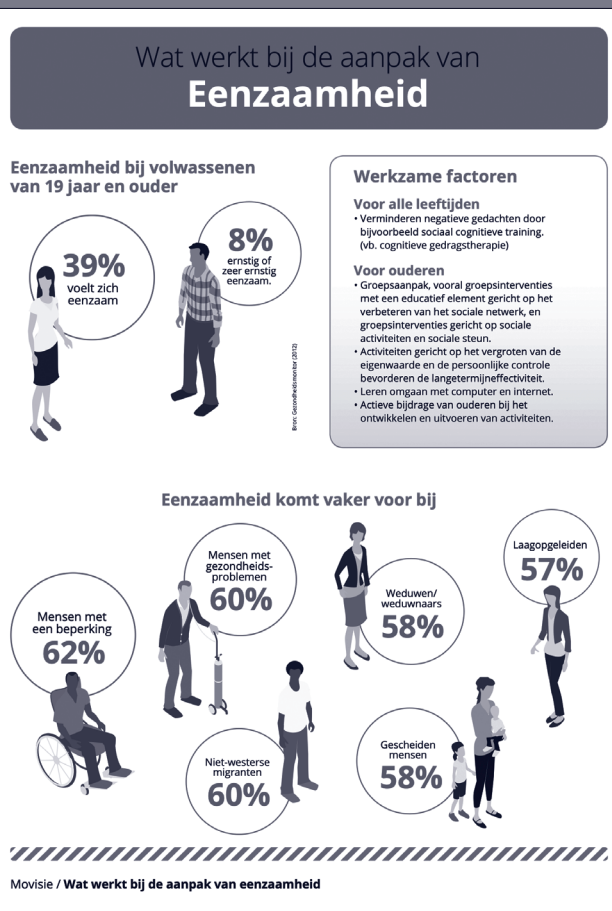 Wat werkt bij de aanpak van
Eenzaamheid
Eenzaamheid bij volwassenen
van 19 jaar en ouder
39%
voelt zich
eenzaam
8%
ernstig of
zeer ernstig
eenzaam.
Bron: Gezondheidsmonitor (2012)
Werkzame factoren
Voor alle leeftijden
• Verminderen negatieve gedachten door
bijvoorbeeld sociaal cognitieve training.
(vb. cognitieve gedragstherapie)
Voor ouderen
• Groepsaanpak, vooral groepsinterventies
met een educatief element gericht op het
verbeteren van het sociale netwerk, en
groepsinterventies gericht op sociale
activiteiten en sociale steun.
• Activiteiten gericht op het vergroten van de
eigenwaarde en de persoonlijke controle
bevorderen de langetermijneffectiviteit.
• Leren omgaan met computer en internet.
• Actieve bijdrage van ouderen bij het
ontwikkelen en uitvoeren van activiteiten.
Eenzaamheid komt vaker voor bij
Mensen met
een beperking
62%
Mensen met
gezondheids-
problemen
60%
Weduwen/
weduwnaars
58%
Laagopgeleiden
57%
Niet-westerse
migranten
60%
Gescheiden
mensen
58%
Movisie / Wat werkt bij de aanpak van eenzaamheid